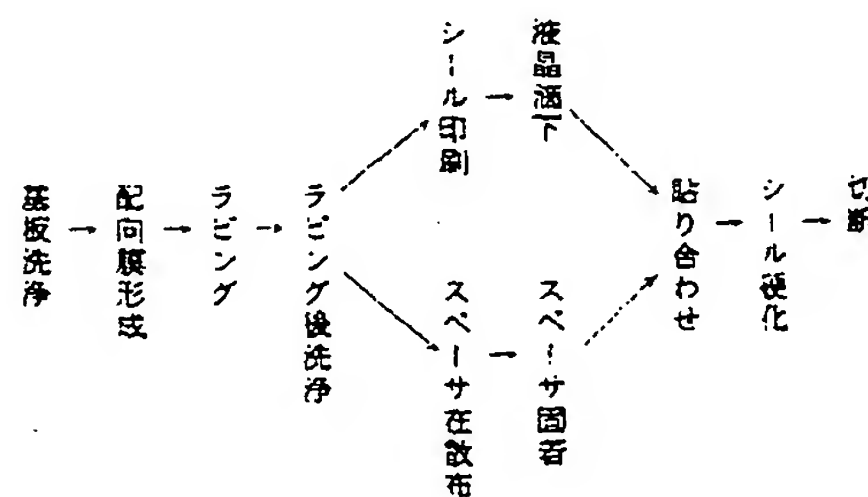 基板洗浄
配向膜形成
ラビング
ラビング後洗浄
シール印刷
液晶滴下
スペーサ在散布
スペーサ固着
貼り合わせ
シール硬化
切断